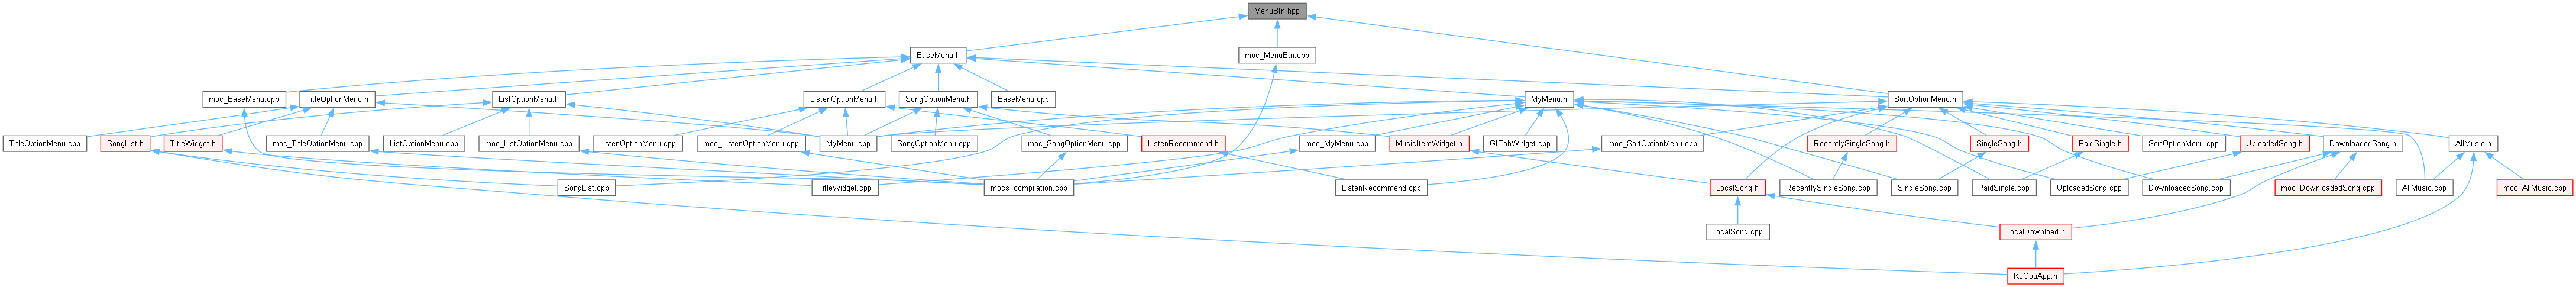 MenuBtn.hpp
BaseMenu.h
moc_MenuBtn.cpp
moc_BaseMenu.cpp
TitleOptionMenu.h
ListOptionMenu.h
ListenOptionMenu.h
SongOptionMenu.h
BaseMenu.cpp
MyMenu.h
SortOptionMenu.h
TitleOptionMenu.cpp
SongList.h
TitleWidget.h
moc_TitleOptionMenu.cpp
ListOptionMenu.cpp
moc_ListOptionMenu.cpp
ListenOptionMenu.cpp
moc_ListenOptionMenu.cpp
MyMenu.cpp
SongOptionMenu.cpp
moc_SongOptionMenu.cpp
ListenRecommend.h
moc_MyMenu.cpp
MusicItemWidget.h
GLTabWidget.cpp
moc_SortOptionMenu.cpp
RecentlySingleSong.h
SingleSong.h
PaidSingle.h
SortOptionMenu.cpp
UploadedSong.h
DownloadedSong.h
AllMusic.h
SongList.cpp
TitleWidget.cpp
mocs_compilation.cpp
ListenRecommend.cpp
LocalSong.h
RecentlySingleSong.cpp
SingleSong.cpp
PaidSingle.cpp
UploadedSong.cpp
DownloadedSong.cpp
moc_DownloadedSong.cpp
AllMusic.cpp
moc_AllMusic.cpp
LocalSong.cpp
LocalDownload.h
KuGouApp.h